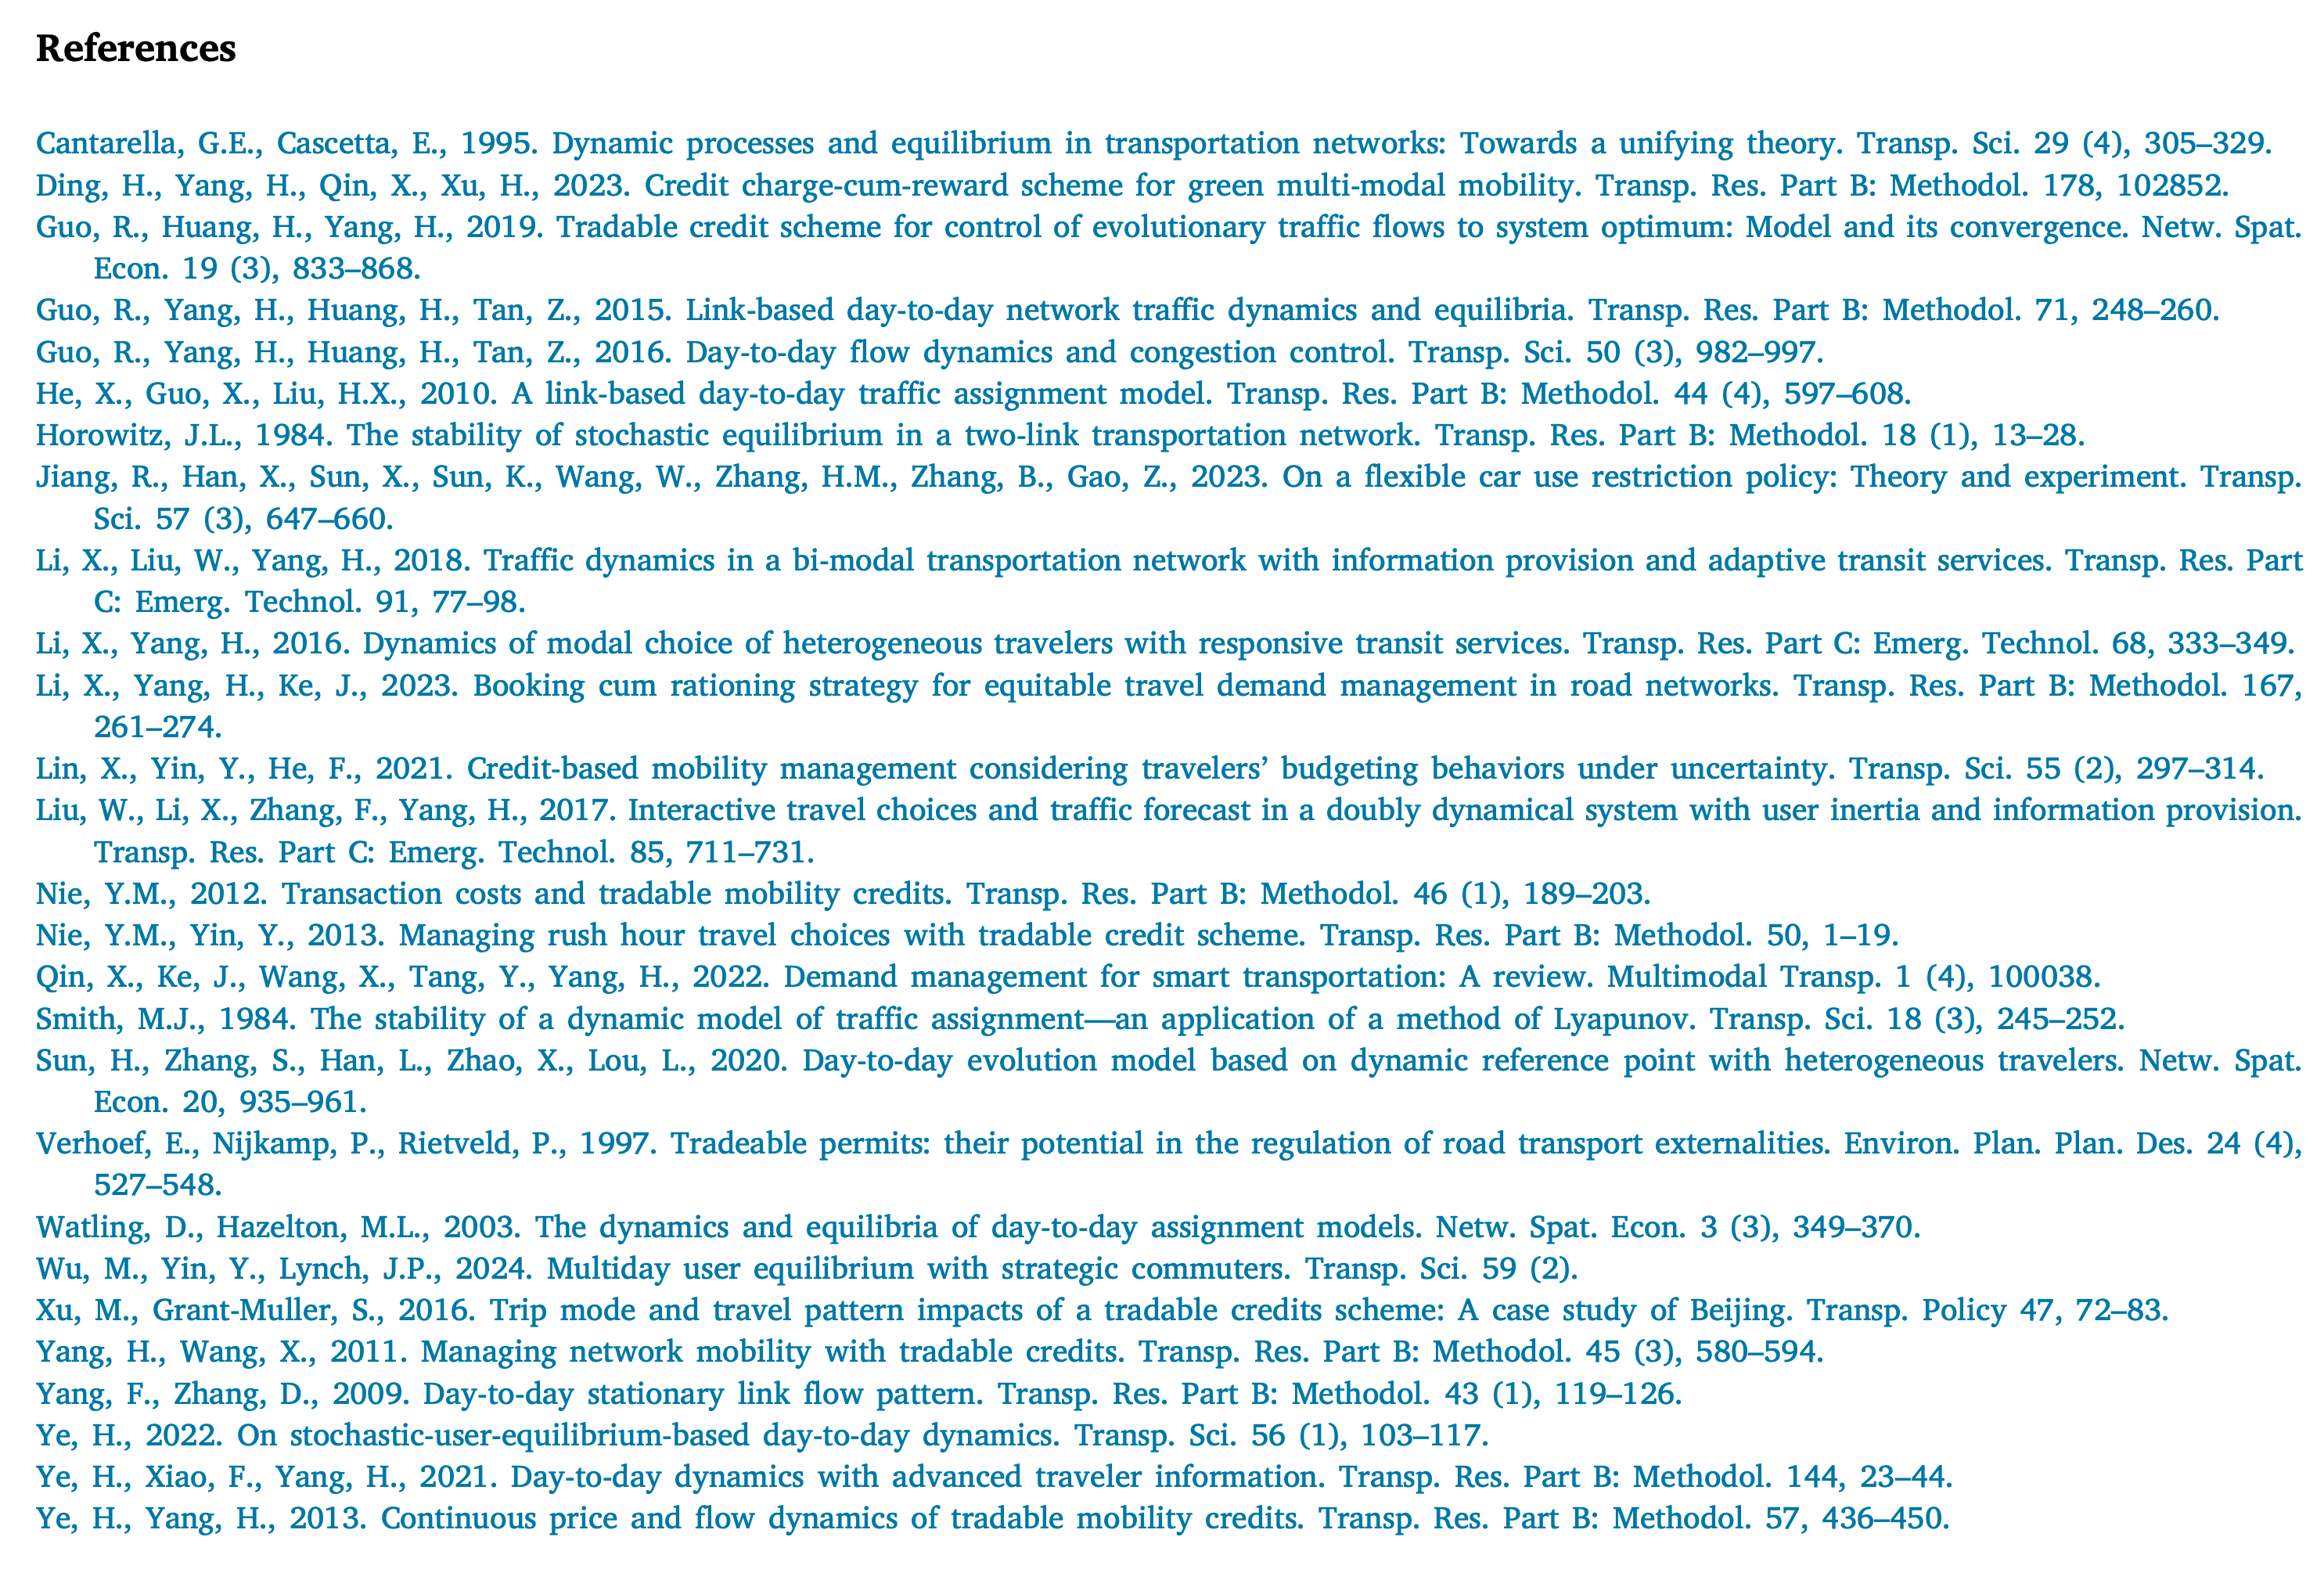 References
Cantarella, G.E., Cascetta, E., 1995. Dynamic processes and equilibrium in transportation networks: Towards a unifying theory. Transp. Sci. 29 (4), 305–329.
Ding, H., Yang, H., Qin, X., Xu, H., 2023. Credit charge-cum-reward scheme for green multi-modal mobility. Transp. Res. Part B: Methodol. 178, 102852.
Guo, R., Huang, H., Yang, H., 2019. Tradable credit scheme for control of evolutionary traffic flows to system optimum: Model and its convergence. Netw. Spat.
Econ. 19 (3), 833–868.
Guo, R., Yang, H., Huang, H., Tan, Z., 2015. Link-based day-to-day network traffic dynamics and equilibria. Transp. Res. Part B: Methodol. 71, 248–260.
Guo, R., Yang, H., Huang, H., Tan, Z., 2016. Day-to-day flow dynamics and congestion control. Transp. Sci. 50 (3), 982–997.
He, X., Guo, X., Liu, H.X., 2010. A link-based day-to-day traffic assignment model. Transp. Res. Part B: Methodol. 44 (4), 597–608.
Horowitz, J.L., 1984. The stability of stochastic equilibrium in a two-link transportation network. Transp. Res. Part B: Methodol. 18 (1), 13–28.
Jiang, R., Han, X., Sun, X., Sun, K., Wang, W., Zhang, H.M., Zhang, B., Gao, Z., 2023. On a flexible car use restriction policy: Theory and experiment. Transp.
Sci. 57 (3), 647–660.
Li, X., Liu, W., Yang, H., 2018. Traffic dynamics in a bi-modal transportation network with information provision and adaptive transit services. Transp. Res. Part
C: Emerg. Technol. 91, 77–98.
Li, X., Yang, H., 2016. Dynamics of modal choice of heterogeneous travelers with responsive transit services. Transp. Res. Part C: Emerg. Technol. 68, 333–349.
Li, X., Yang, H., Ke, J., 2023. Booking cum rationing strategy for equitable travel demand management in road networks. Transp. Res. Part B: Methodol. 167,
261–274.
Lin, X., Yin, Y., He, F., 2021. Credit-based mobility management considering travelers’ budgeting behaviors under uncertainty. Transp. Sci. 55 (2), 297–314.
Liu, W., Li, X., Zhang, F., Yang, H., 2017. Interactive travel choices and traffic forecast in a doubly dynamical system with user inertia and information provision.
Transp. Res. Part C: Emerg. Technol. 85, 711–731.
Nie, Y.M., 2012. Transaction costs and tradable mobility credits. Transp. Res. Part B: Methodol. 46 (1), 189–203.
Nie, Y.M., Yin, Y., 2013. Managing rush hour travel choices with tradable credit scheme. Transp. Res. Part B: Methodol. 50, 1–19.
Qin, X., Ke, J., Wang, X., Tang, Y., Yang, H., 2022. Demand management for smart transportation: A review. Multimodal Transp. 1 (4), 100038.
Smith, M.J., 1984. The stability of a dynamic model of traffic assignment—an application of a method of Lyapunov. Transp. Sci. 18 (3), 245–252.
Sun, H., Zhang, S., Han, L., Zhao, X., Lou, L., 2020. Day-to-day evolution model based on dynamic reference point with heterogeneous travelers. Netw. Spat.
Econ. 20, 935–961.
Verhoef, E., Nijkamp, P., Rietveld, P., 1997. Tradeable permits: their potential in the regulation of road transport externalities. Environ. Plan. Plan. Des. 24 (4),
527–548.
Watling, D., Hazelton, M.L., 2003. The dynamics and equilibria of day-to-day assignment models. Netw. Spat. Econ. 3 (3), 349–370.
Wu, M., Yin, Y., Lynch, J.P., 2024. Multiday user equilibrium with strategic commuters. Transp. Sci. 59 (2).
Xu, M., Grant-Muller, S., 2016. Trip mode and travel pattern impacts of a tradable credits scheme: A case study of Beijing. Transp. Policy 47, 72–83.
Yang, H., Wang, X., 2011. Managing network mobility with tradable credits. Transp. Res. Part B: Methodol. 45 (3), 580–594.
Yang, F., Zhang, D., 2009. Day-to-day stationary link flow pattern. Transp. Res. Part B: Methodol. 43 (1), 119–126.
Ye, H., 2022. On stochastic-user-equilibrium-based day-to-day dynamics. Transp. Sci. 56 (1), 103–117.
Ye, H., Xiao, F., Yang, H., 2021. Day-to-day dynamics with advanced traveler information. Transp. Res. Part B: Methodol. 144, 23–44.
Ye, H., Yang, H., 2013. Continuous price and flow dynamics of tradable mobility credits. Transp. Res. Part B: Methodol. 57, 436–450.